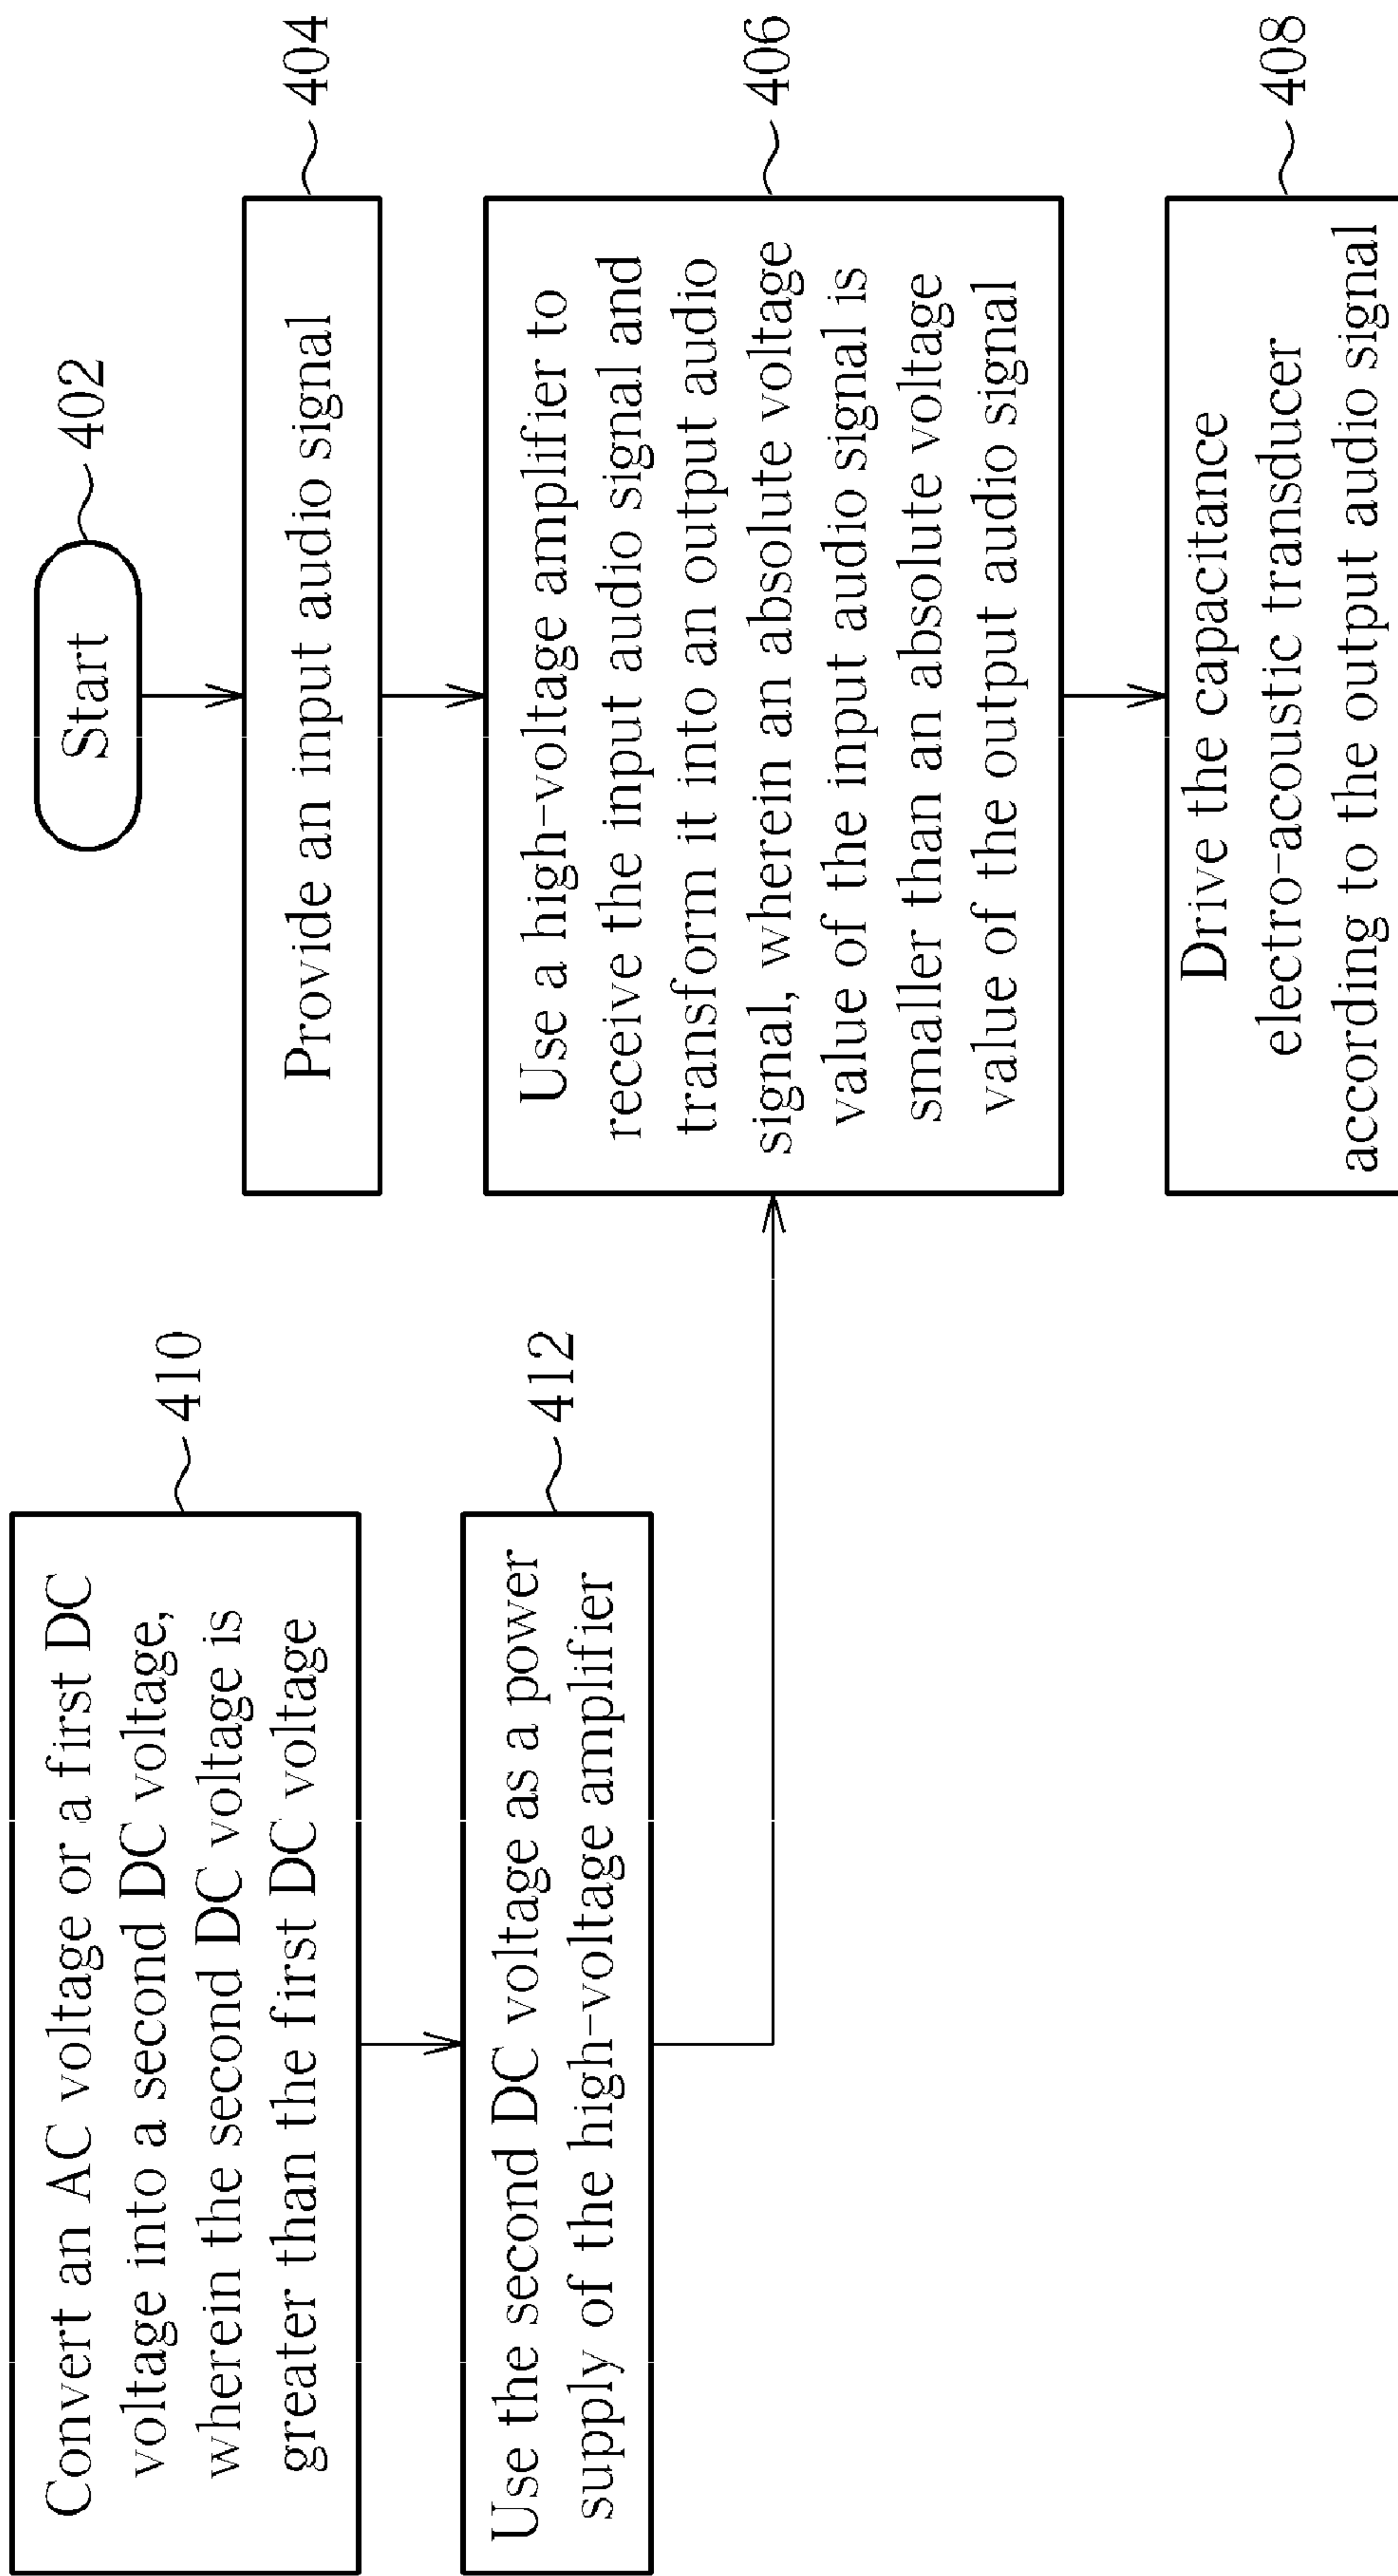 Start
402
Provide an input audio signal
404
Use a high-voltage amplifier to
receive the input audio signal and
transform it into an output audio
signal, wherein an absolute voltage
value of the input audio signal is
smaller than an absolute voltage
value of the output audio signal
406
Drive the capacitance
electro-acoustic transducer
according to the output audio signal
408
Convert an AC voltage or a first DC
voltage into a second DC voltage,
wherein the second DC voltage is
greater than the first DC voltage
410
Use the second DC voltage as a power
supply of the high-voltage amplifier
412